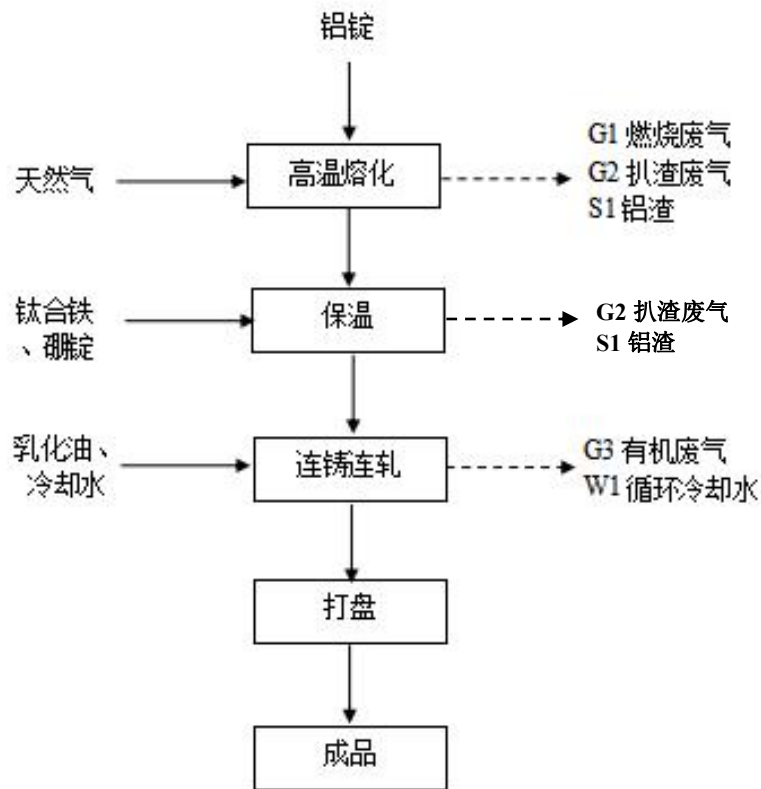 铝锭
天然气
高温熔化
G1 燃烧废气
G2 扒渣废气
S1 铝渣
钛合铁
、硼锭
保温
G2 扒渣废气
S1 铝渣
乳化油、
冷却水
连铸连轧
G3 有机废气
W1 循环冷却水
打盘
成品